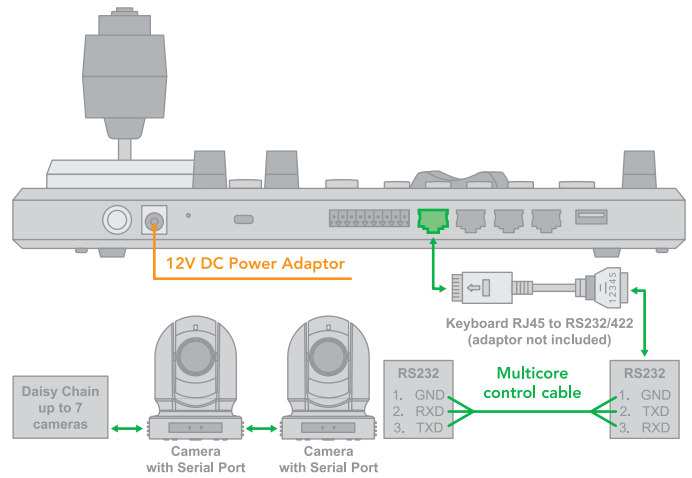 12V DC Power Adaptor
12345
Keyboard RJ45 to RS232/422
(adaptor not included)
RS232
1. GND
2. RXD
3. TXD
Multicore
control cable
RS232
1. GND
2. TXD
3. RXD
Daisy Chain
up to 7
cameras
Camera
with Serial Port
Camera
with Serial Port